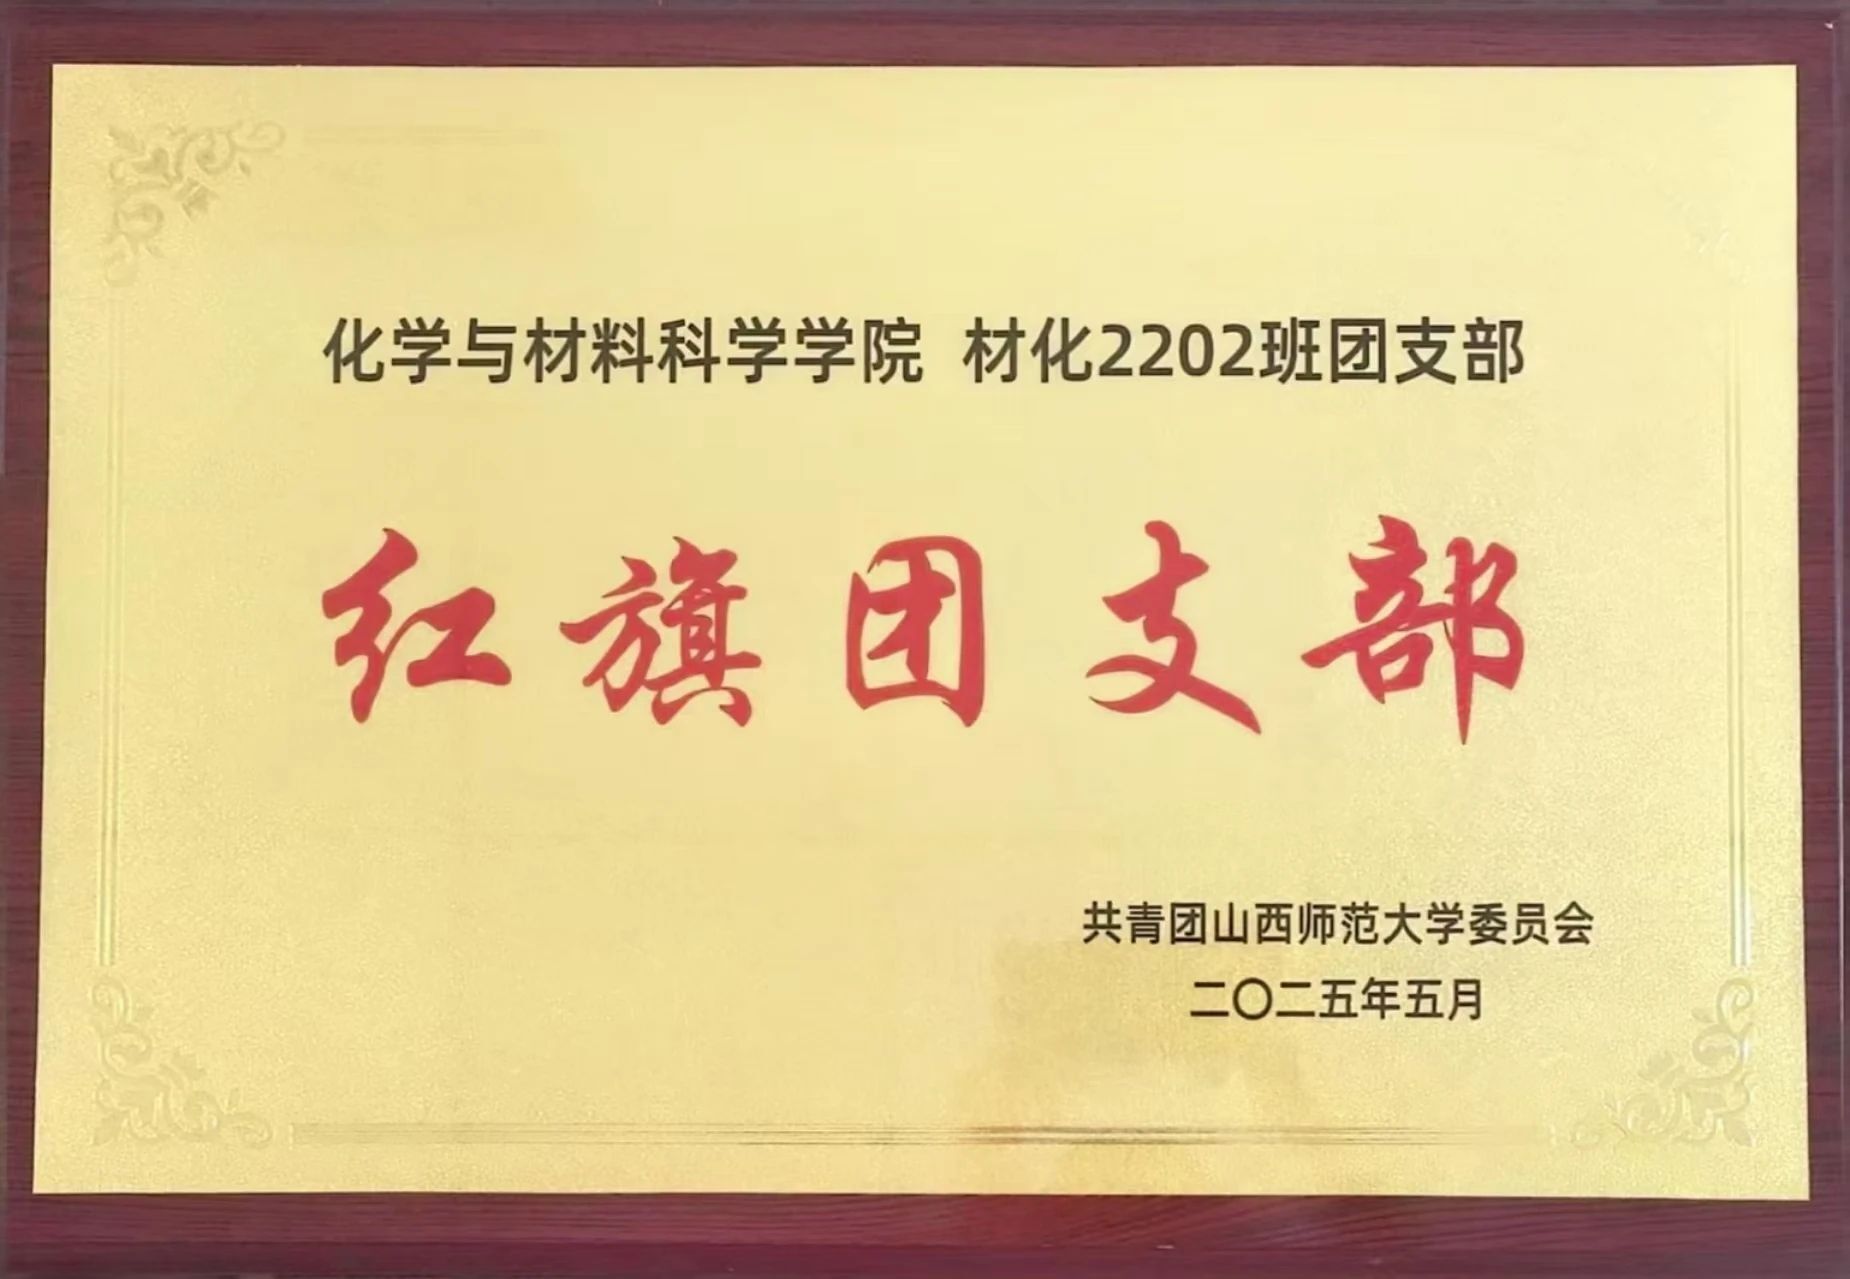 化学与材料科学学院 材化2202班团支部
红旗团支部
共青团山西师范大学委员会
二〇二五年五月